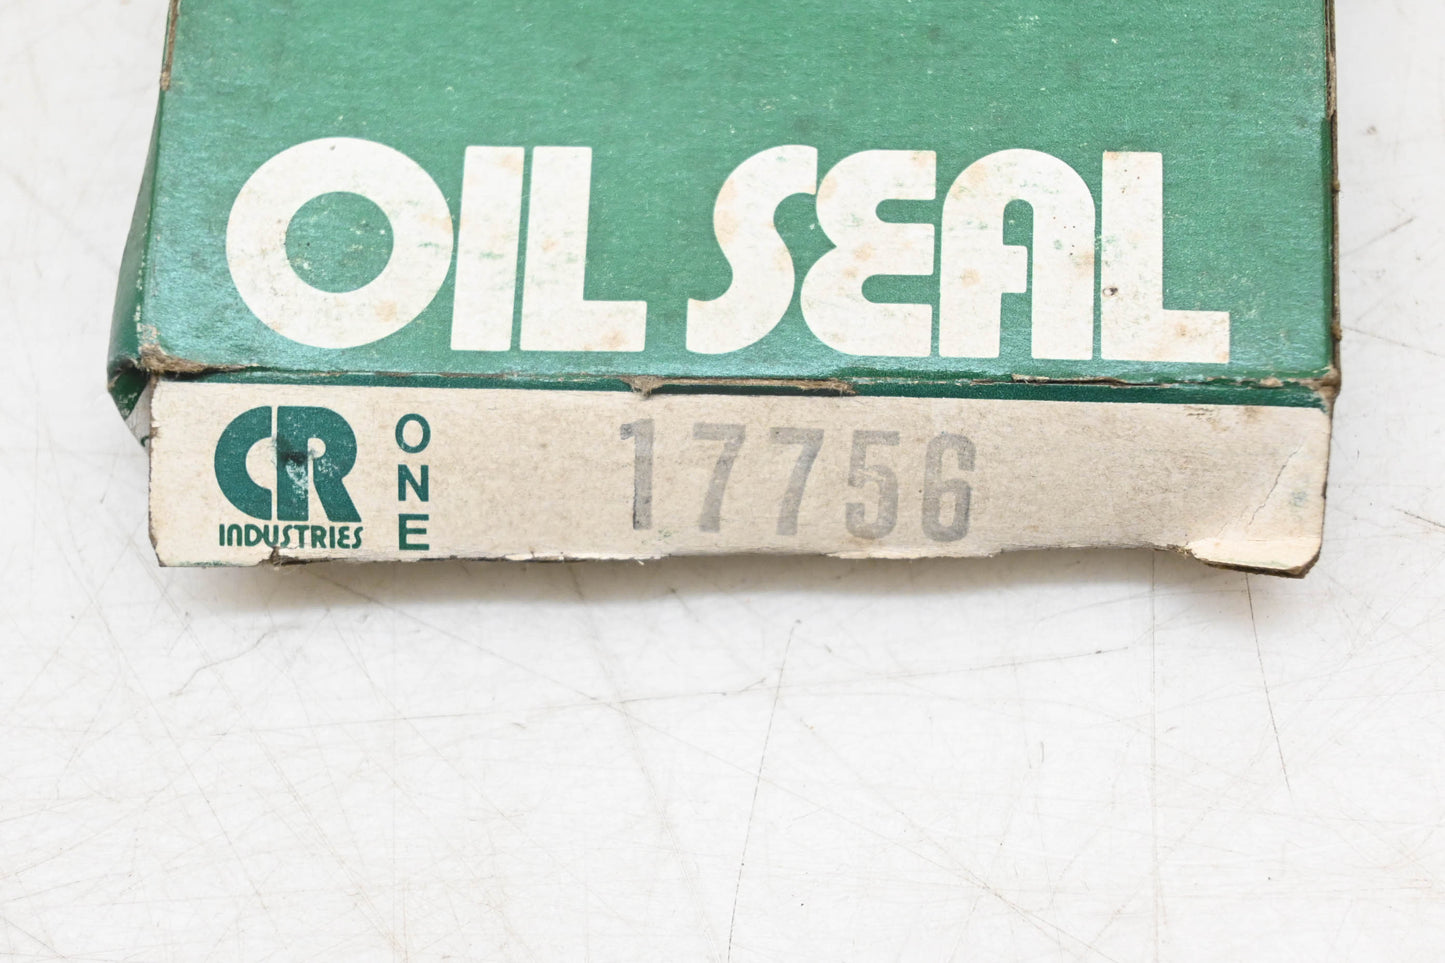 OIL SEAL
CR
INDUSTRIES
ONE
17756